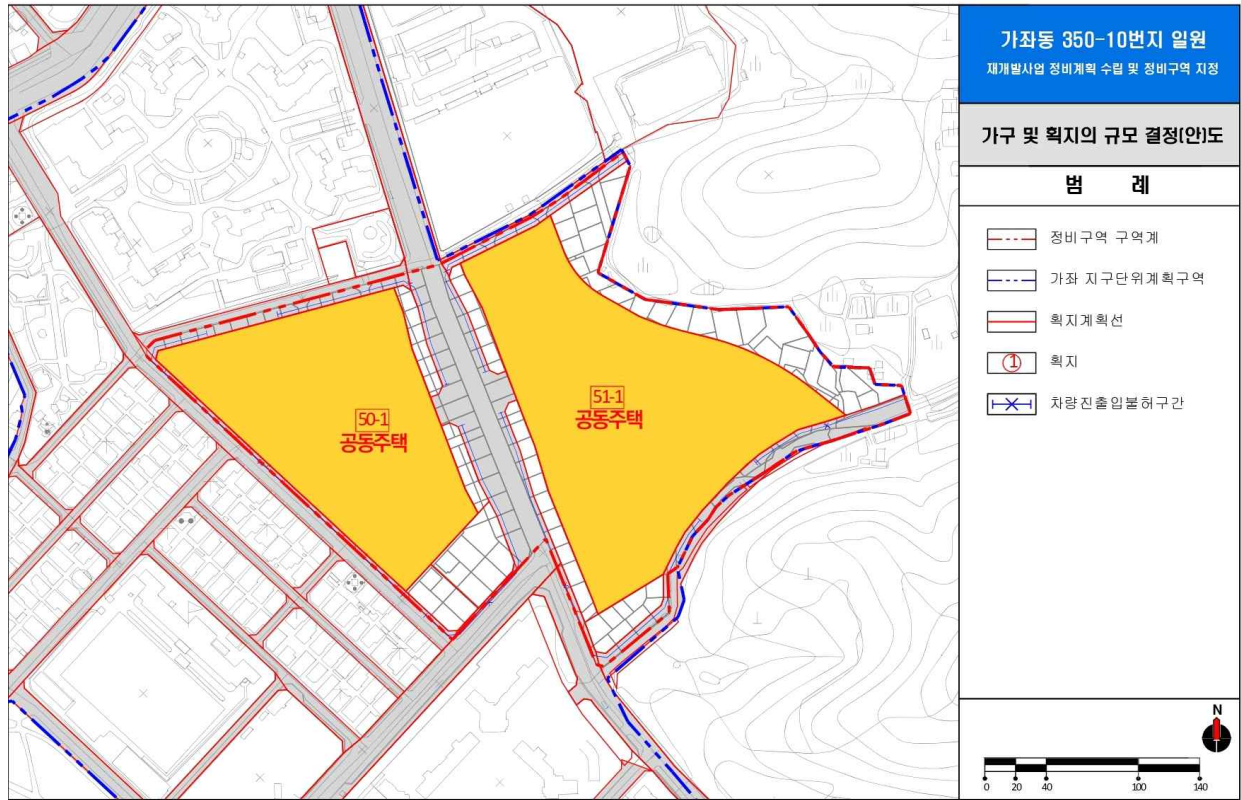 가좌동 350-10번지 일원
재개발사업 정비계획 수립 및 정비구역 지정
가구 및 획지의 규모 결정(안)도
범 례
정비구역 구역계
가좌 지구단위계획구역
획지계획선
① 획지
차량진출입불허구간
50-1
공동주택
51-1
공동주택
N
0 20 40 100 140